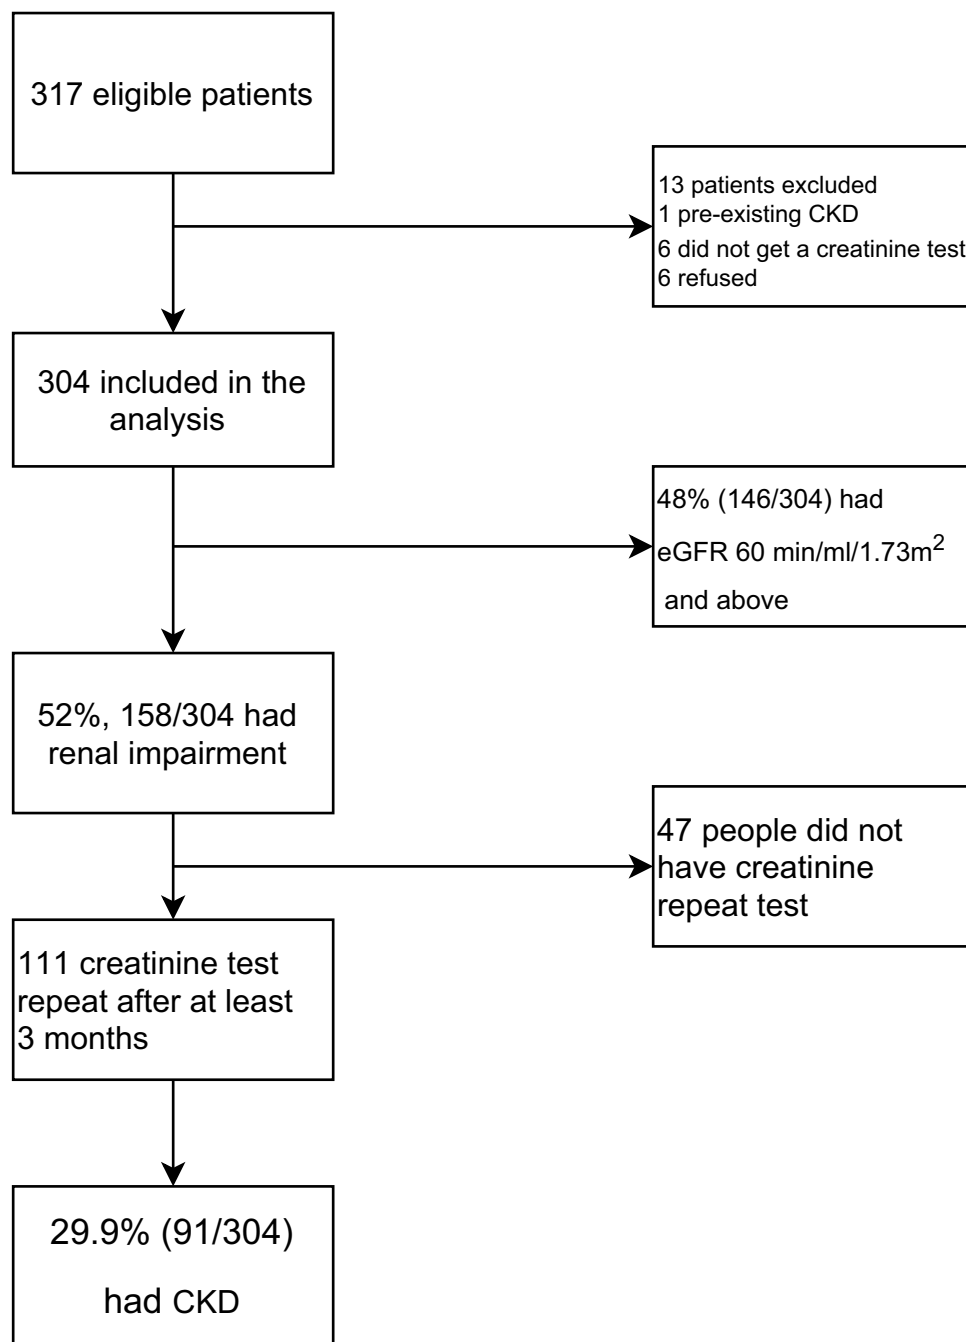 317 eligible patients
13 patients excluded
1 pre-existing CKD
6 did not get a creatinine test
6 refused
304 included in the
analysis
48% (146/304) had
eGFR 60 min/ml/1.73m²
and above
52%, 158/304 had
renal impairment
47 people did not
have creatinine
repeat test
111 creatinine test
repeat after at least
3 months
29.9% (91/304)
had CKD